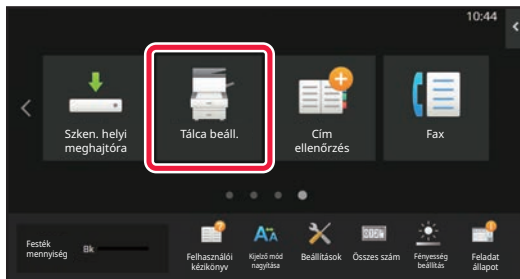 10:44
Szken. helyi
meghajtóra
Tálca beáll.
Cím
ellenőrzés
Fax
Festék
mennyiség
Bk
Felhasználói
kézikönyv
Kijelző mód
nagyítása
Beállítások
Összes szám
Fényesség
beállítás
Feladat
állapot